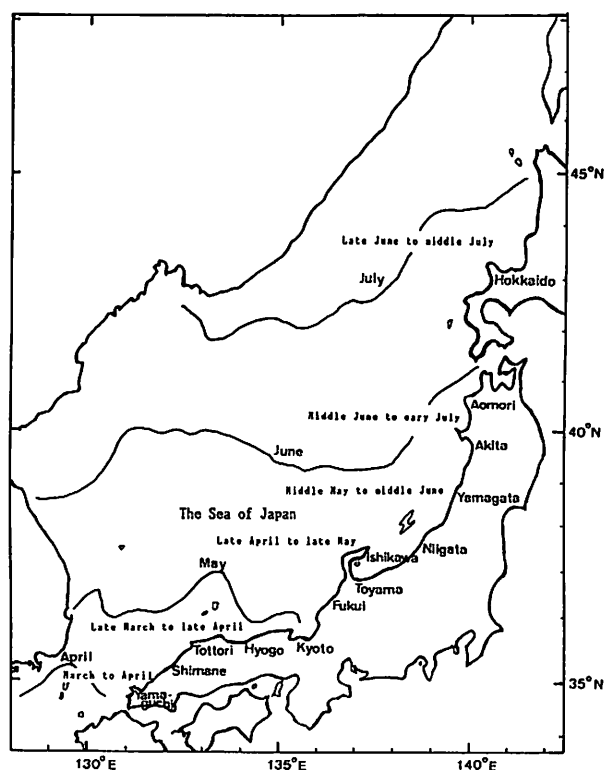 45°N
Late June to middle July
July
Hokkaido
Aomori
Middle June to eary July
40°N
Akita
June
Middle May to middle June
Yamagata
The Sea of Japan
Late April to late May
Niigata
Ishikawa
May
Toyama
Fukui
Late March to late April
Tottori Hyogo Kyoto
April
Shimane
March to April
35°N
Yama-
guchi
130°E 135°E 140°E